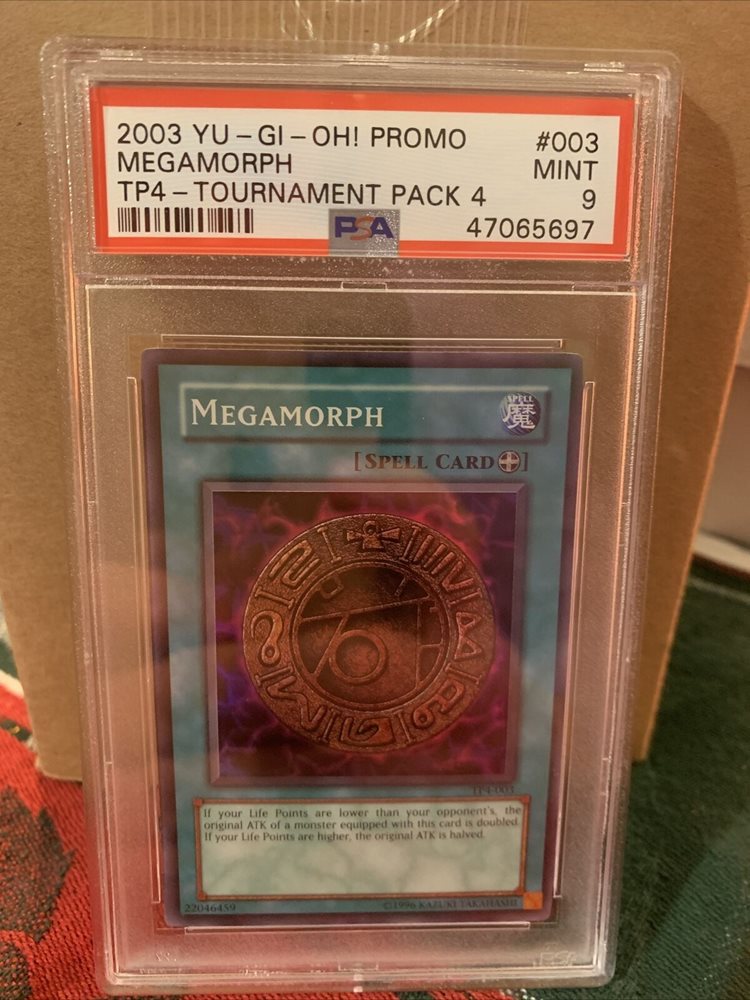 2003 YU-GI-OH! PROMO #003
MEGAMORPH MINT
TP4-TOURNAMENT PACK 4 9
PSA 47065697
MEGAMORPH
SPELL
魔
[SPELL CARD]
TP4-003
If your Life Points are lower than your opponent's, the
original ATK of a monster equipped with this card is doubled.
If your Life Points are higher, the original ATK is halved.
22046459 ©1996 KAZUKI TAKAHASHI